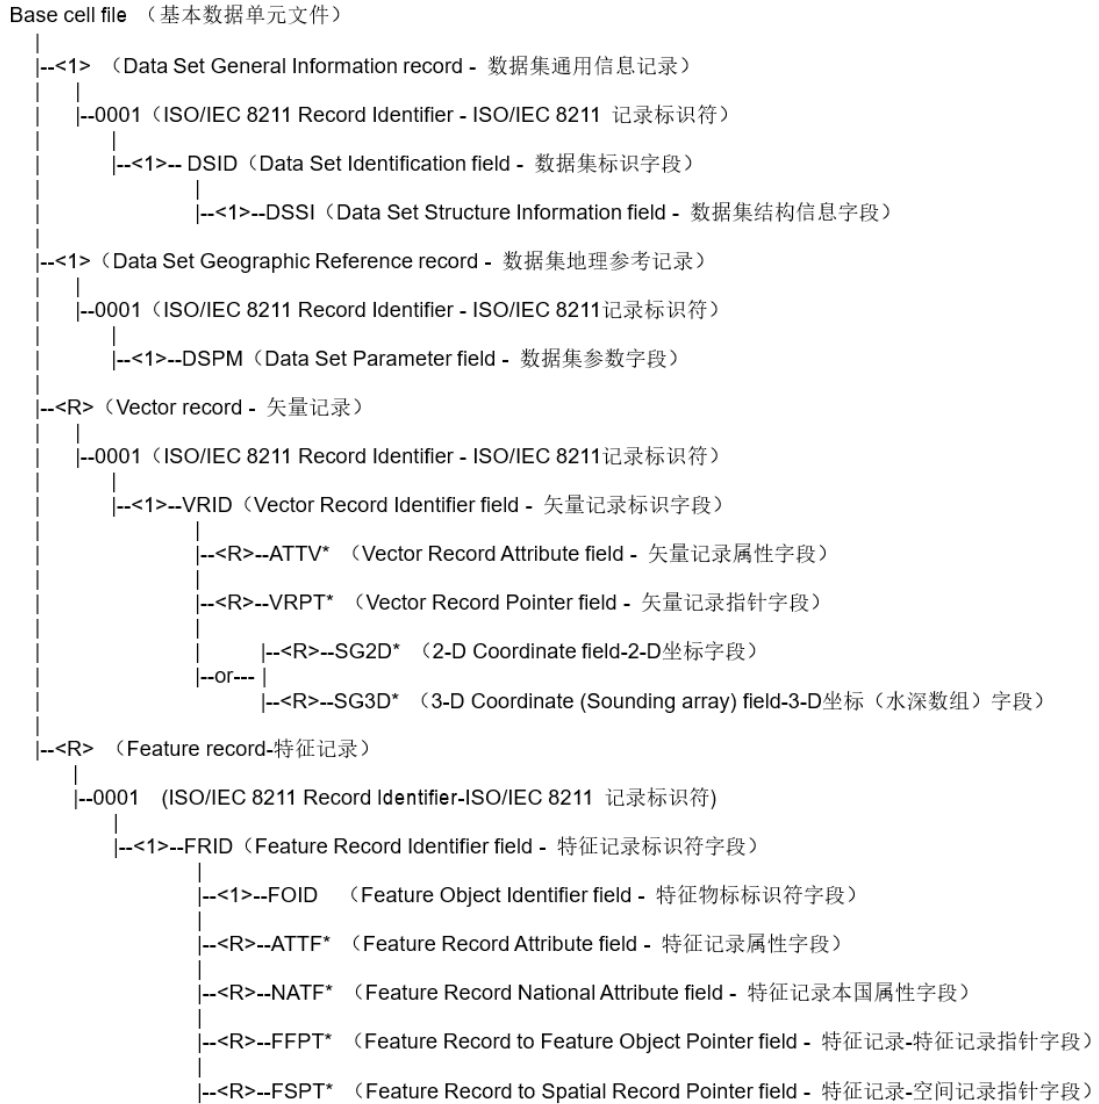 Base cell file （基本数据单元文件）
|
|--<1> （Data Set General Information record - 数据集通用信息记录）
| |
| |--0001（ISO/IEC 8211 Record Identifier - ISO/IEC 8211 记录标识符）
| |
| |--<1>-- DSID（Data Set Identification field - 数据集标识字段）
| |
| |--<1>--DSSI（Data Set Structure Information field - 数据集结构信息字段）
|
|--<1>（Data Set Geographic Reference record - 数据集地理参考记录）
| |
| |--0001（ISO/IEC 8211 Record Identifier - ISO/IEC 8211记录标识符）
| |
| |--<1>--DSPM（Data Set Parameter field - 数据集参数字段）
|
|--<R>（Vector record - 矢量记录）
| |
| |--0001（ISO/IEC 8211 Record Identifier - ISO/IEC 8211记录标识符）
| |
| |--<1>--VRID（Vector Record Identifier field - 矢量记录标识字段）
| |
| |--<R>--ATTV* （Vector Record Attribute field - 矢量记录属性字段）
| |
| |--<R>--VRPT* （Vector Record Pointer field - 矢量记录指针字段）
| |
| | |--<R>--SG2D* （2-D Coordinate field-2-D坐标字段）
| |--or--- |
| |--<R>--SG3D* （3-D Coordinate (Sounding array) field-3-D坐标（水深数组）字段）
|
|--<R> （Feature record-特征记录）
|
|--0001 (ISO/IEC 8211 Record Identifier-ISO/IEC 8211 记录标识符)
|
|--<1>--FRID（Feature Record Identifier field - 特征记录标识符字段）
|
|--<1>--FOID （Feature Object Identifier field - 特征物标标识符字段）
|
|--<R>--ATTF* （Feature Record Attribute field - 特征记录属性字段）
|
|--<R>--NATF* （Feature Record National Attribute field - 特征记录本国属性字段）
|
|--<R>--FFPT* （Feature Record to Feature Object Pointer field - 特征记录-特征记录指针字段）
|
|--<R>--FSPT* （Feature Record to Spatial Record Pointer field - 特征记录-空间记录指针字段）